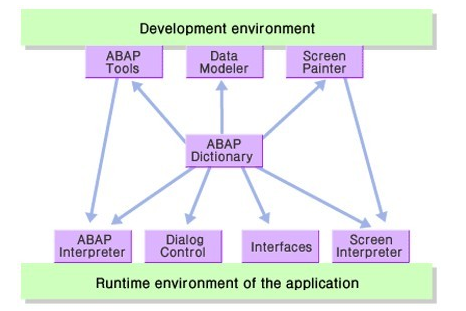 Development environment
ABAP
Tools
Data
Modeler
Screen
Painter
ABAP
Dictionary
ABAP
Interpreter
Dialog
Control
Interfaces
Screen
Interpreter
Runtime environment of the application